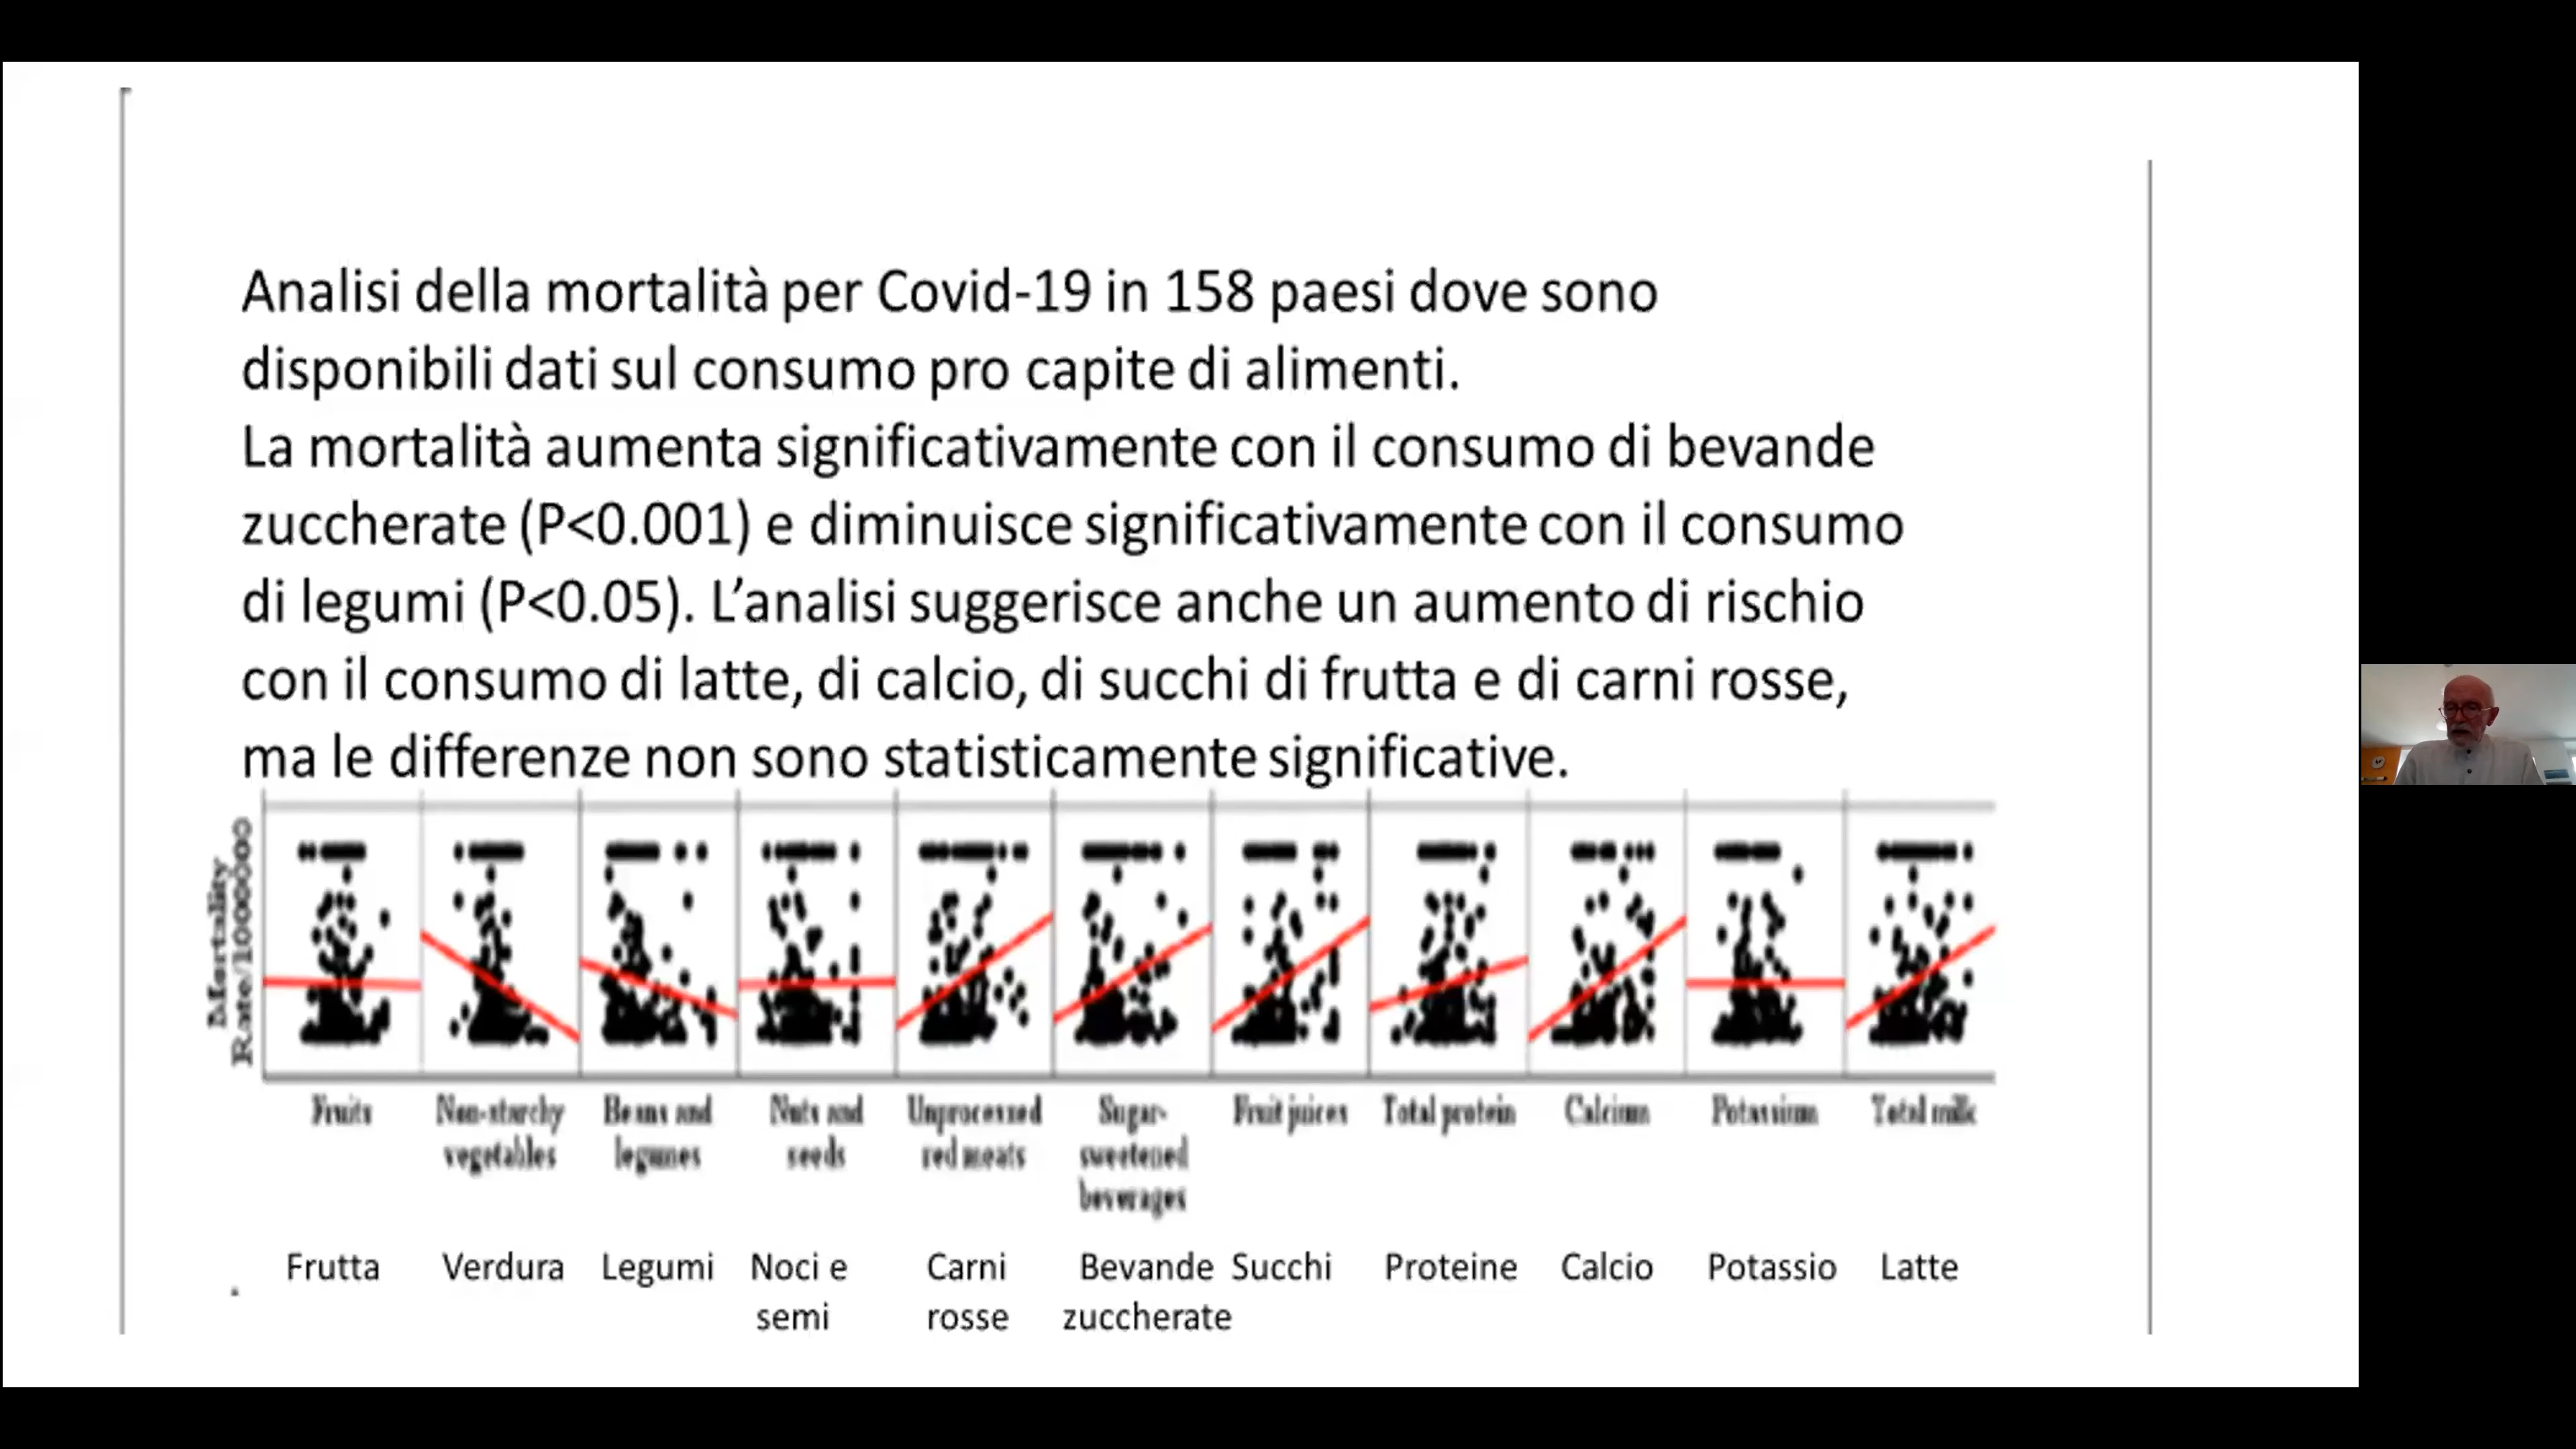 Analisi della mortalità per Covid-19 in 158 paesi dove sono
disponibili dati sul consumo pro capite di alimenti.
La mortalità aumenta significativamente con il consumo di bevande
zuccherate (P<0.001) e diminuisce significativamente con il consumo
di legumi (P<0.05). L’analisi suggerisce anche un aumento di rischio
con il consumo di latte, di calcio, di succhi di frutta e di carni rosse,
ma le differenze non sono statisticamente significative.
Mortality
Rate/1000000
Fruits
Non-starchy
vegetables
Beans and
legumes
Nuts and
seeds
Unprocessed
red meats
Sugar-
sweetened
beverages
Fruit juices
Total protein
Calcium
Potassium
Total milk
Frutta
Verdura
Legumi
Noci e
semi
Carni
rosse
Bevande
zuccherate
Succhi
Proteine
Calcio
Potassio
Latte